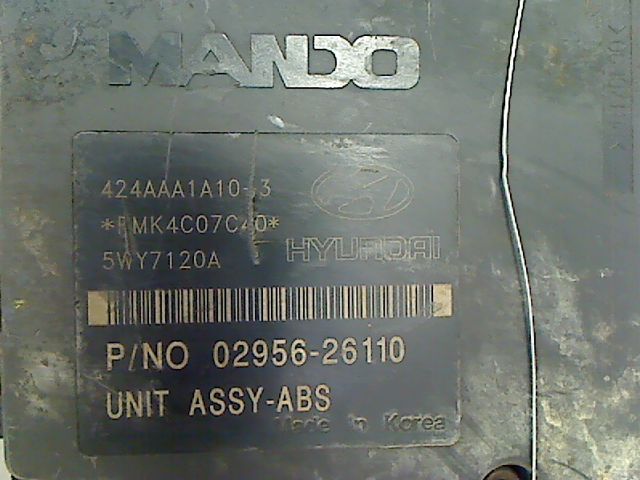 MANDO
424AAA1A10-3
HYUNDAI
5WY7120A
P/NO 02956-26110
UNIT ASSY-ABS
Made in Korea